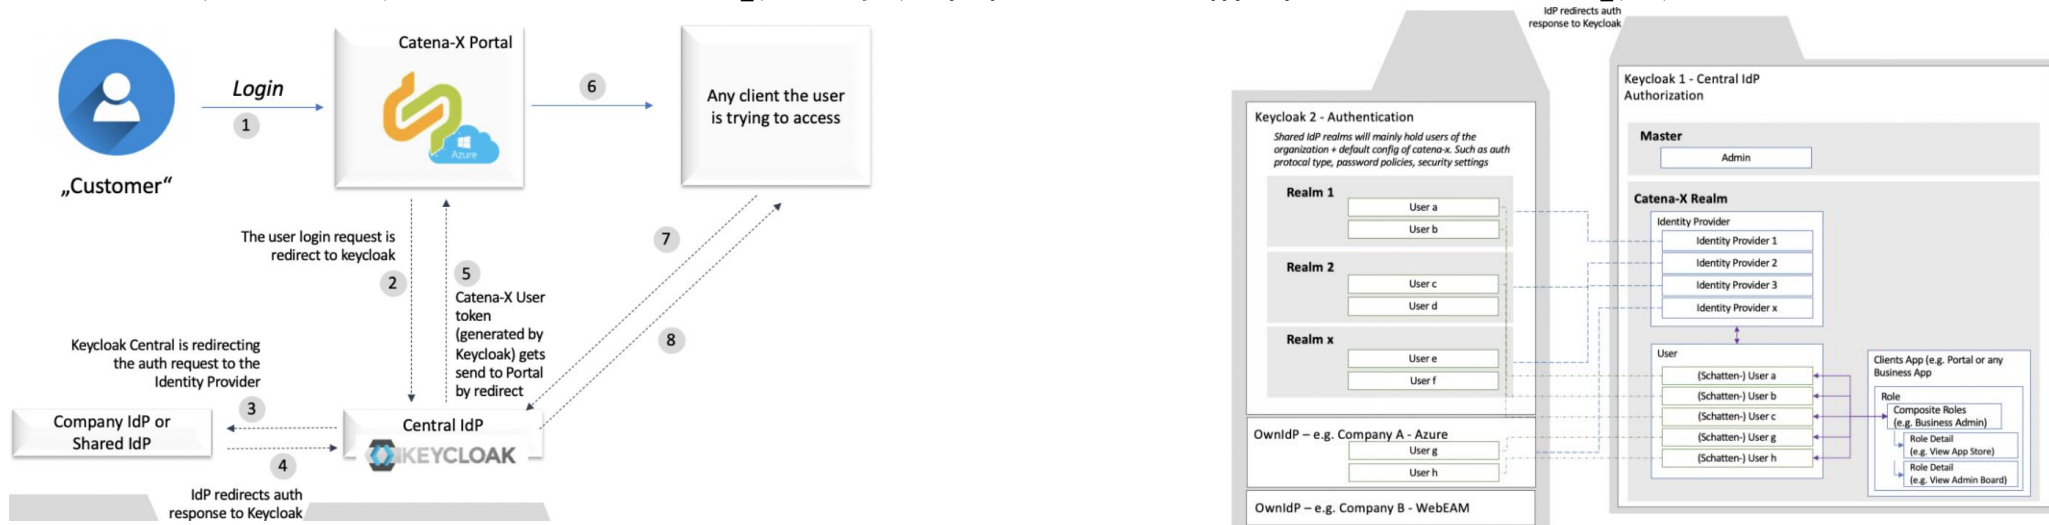 Catena-X Portal
Azure
Login
1
6
Any client the user
is trying to access
„Customer“
The user login request is
redirect to keycloak
2
5
Catena-X User
token
(generated by
Keycloak) gets
send to Portal
by redirect
7
8
Keycloak Central is redirecting
the auth request to the
Identity Provider
3
Company IdP or
Shared IdP
Central IdP
KEYCLOAK
4
IdP redirects auth
response to Keycloak
IdP redirects auth
response to Keycloak
Keycloak 2 - Authentication
Shared IdP realms will mainly hold users of the
organization + default config of catena-x. Such as auth
protocal type, password policies, security settings
Realm 1
User a
User b
Realm 2
User c
User d
Realm x
User e
User f
OwnIdP – e.g. Company A - Azure
User g
User h
OwnIdP – e.g. Company B - WebEAM
Keycloak 1 - Central IdP
Authorization
Master
Admin
Catena-X Realm
Identity Provider
Identity Provider 1
Identity Provider 2
Identity Provider 3
Identity Provider x
User
(Schatten-) User a
(Schatten-) User b
(Schatten-) User c
(Schatten-) User g
(Schatten-) User h
Clients App (e.g. Portal or any
Business App
Role
Composite Roles
(e.g. Business Admin)
Role Detail
(e.g. View App Store)
Role Detail
(e.g. View Admin Board)